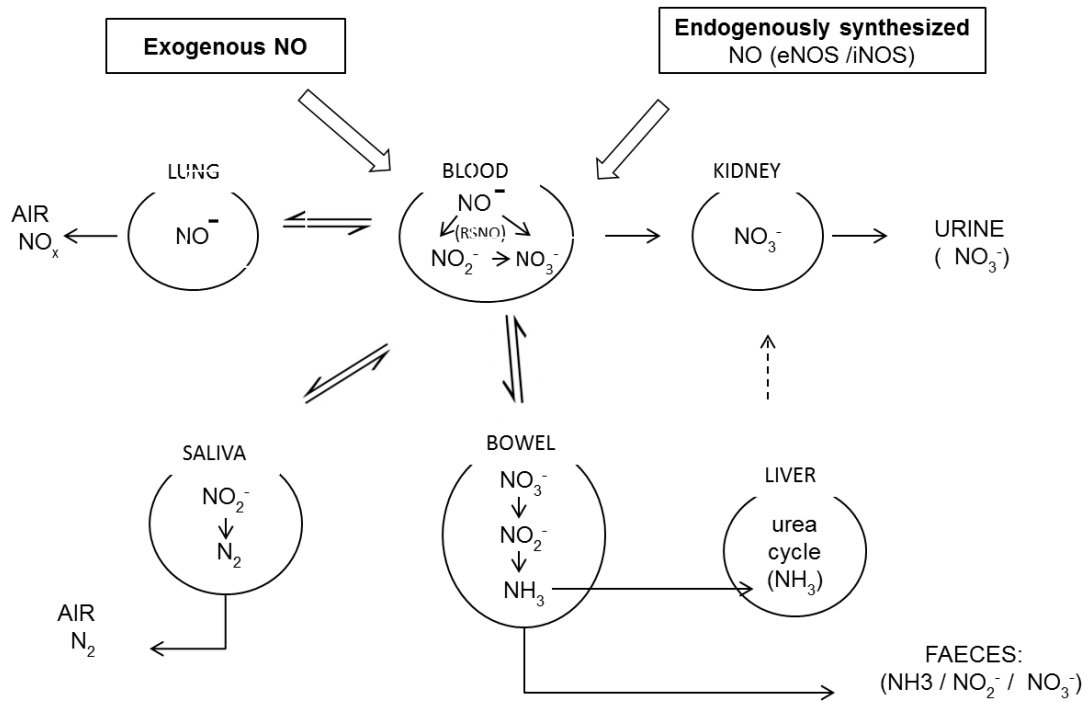 Exogenous NO
Endogenously synthesized
NO (eNOS /iNOS)
LUNG
BLOOD
KIDNEY
AIR
NOₓ
NO⁻
NO⁻
(RSNO)
NO₂⁻
NO₃⁻
NO₃⁻
URINE
( NO₃⁻)
SALIVA
NO₂⁻
N₂
BOWEL
NO₃⁻
NO₂⁻
NH₃
LIVER
urea
cycle
(NH₃)
AIR
N₂
FAECES:
(NH3 / NO₂⁻ / NO₃⁻)